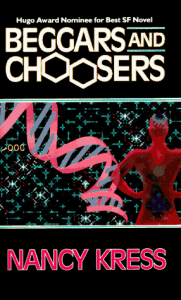 Hugo Award Nominee for Best SF Novel
BEGGARS AND
CHOOSERS
NANCY KRESS